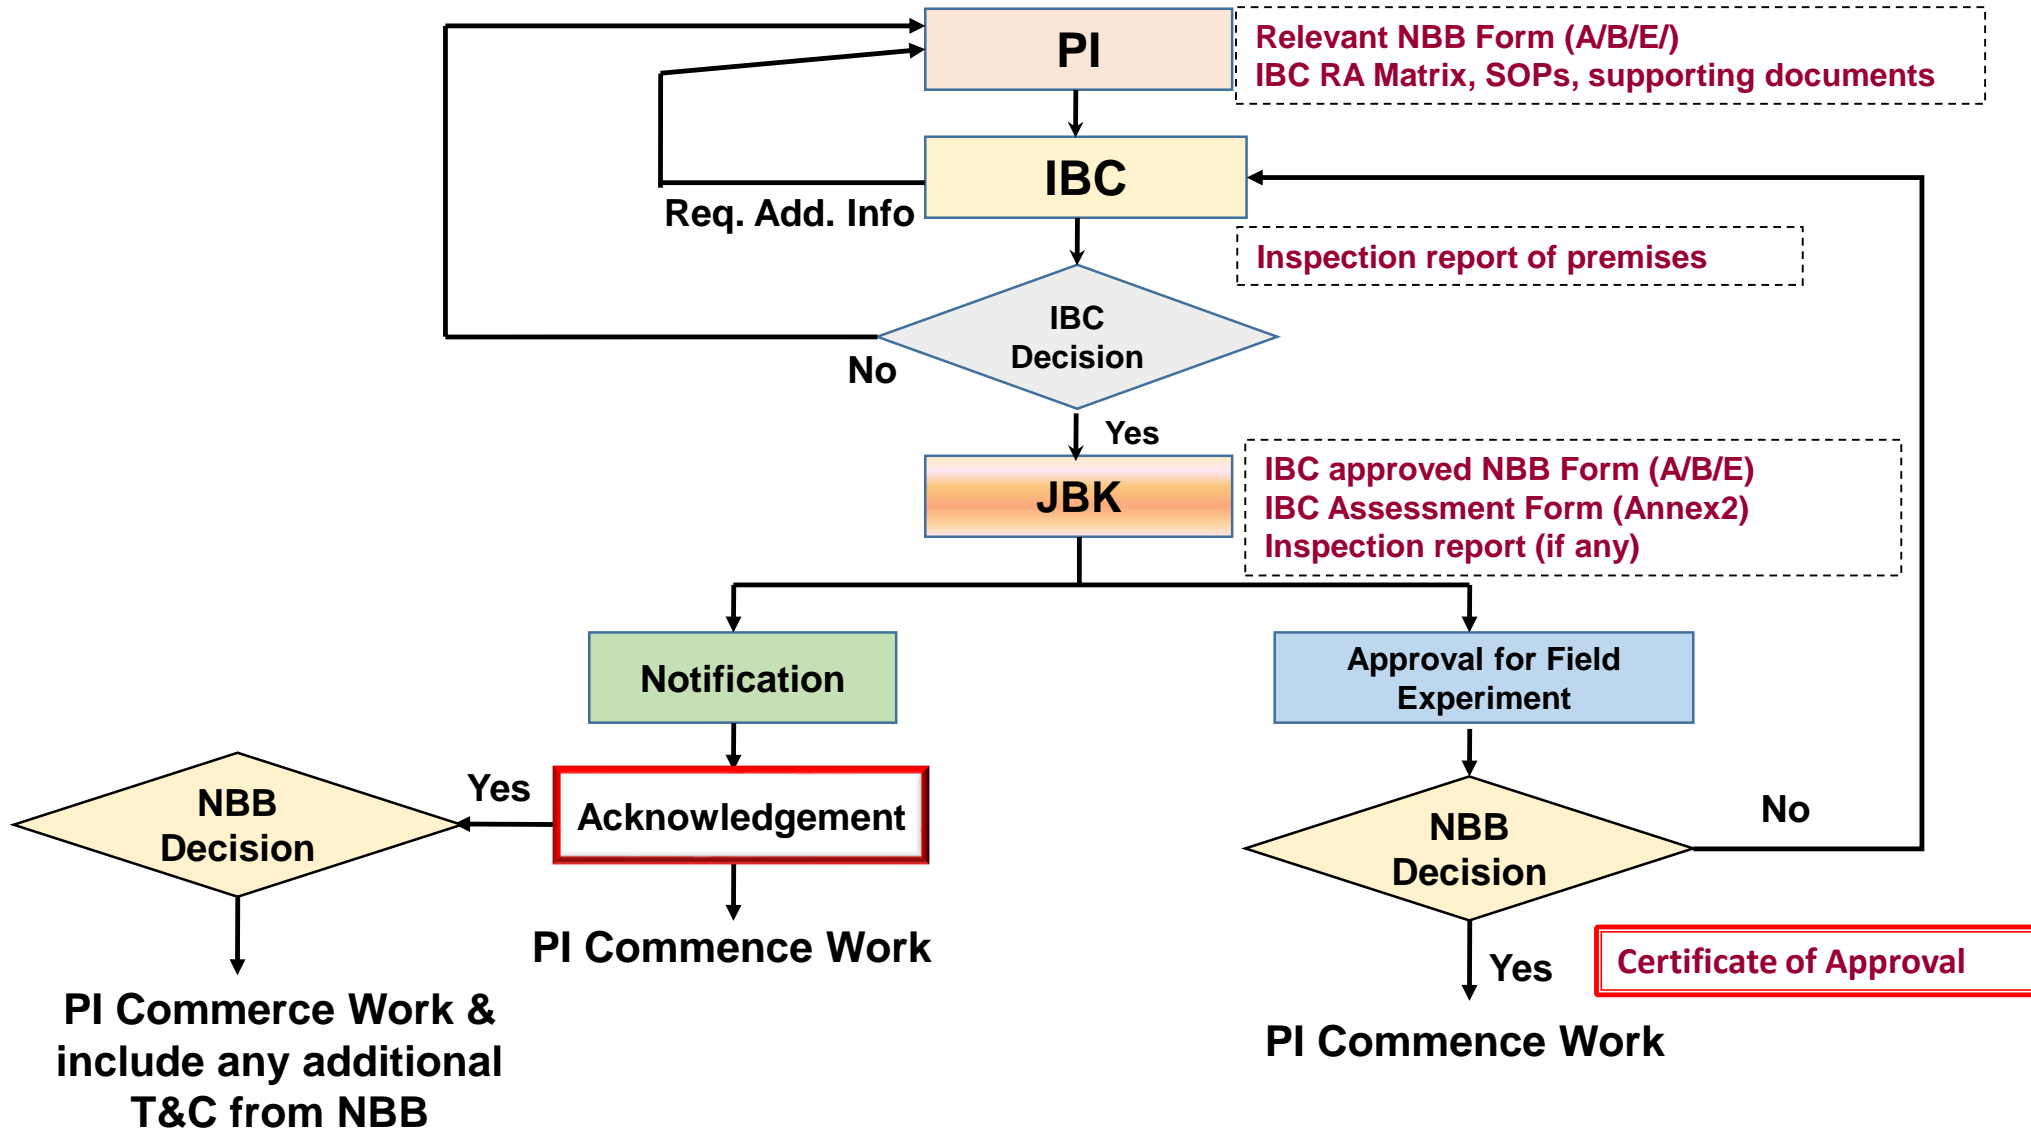 PI
Relevant NBB Form (A/B/E/)
IBC RA Matrix, SOPs, supporting documents
IBC
Req. Add. Info
Inspection report of premises
IBC
Decision
No
Yes
JBK
IBC approved NBB Form (A/B/E)
IBC Assessment Form (Annex2)
Inspection report (if any)
Notification
Approval for Field
Experiment
NBB
Decision
Yes
Acknowledgement
NBB
Decision
No
PI Commence Work
Yes
Certificate of Approval
PI Commerce Work &
include any additional
T&C from NBB
PI Commence Work